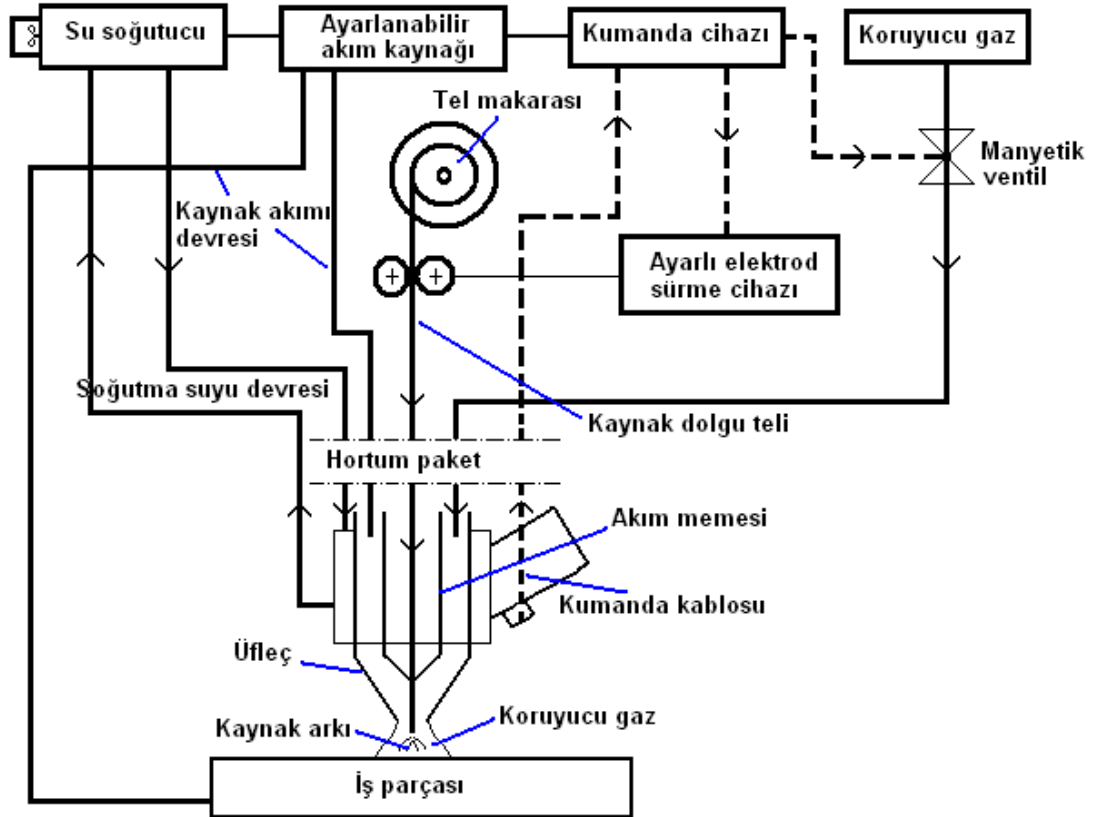 Su soğutucu
Ayarlanabilir
akım kaynağı
Kumanda cihazı
Koruyucu gaz
Tel makarası
Manyetik
ventil
Kaynak akımı
devresi
Ayarlı elektrod
sürme cihazı
Soğutma suyu devresi
Kaynak dolgu teli
Hortum paket
Akım memesi
Kumanda kablosu
Üfleç
Kaynak arkı
Koruyucu gaz
İş parçası